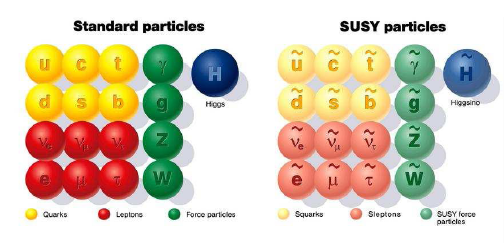 Standard particles
u c t γ H
Higgs
d s b g
νe νμ ντ Z
e μ τ W
Quarks Leptons Force particles
SUSY particles
ũ c̃ t̃ γ̃ H̃
Higgsino
d̃ s̃ b̃ g̃
ν̃e ν̃μ ν̃τ Z̃
ẽ μ̃ τ̃ W̃
Squarks Sleptons SUSY force
particles